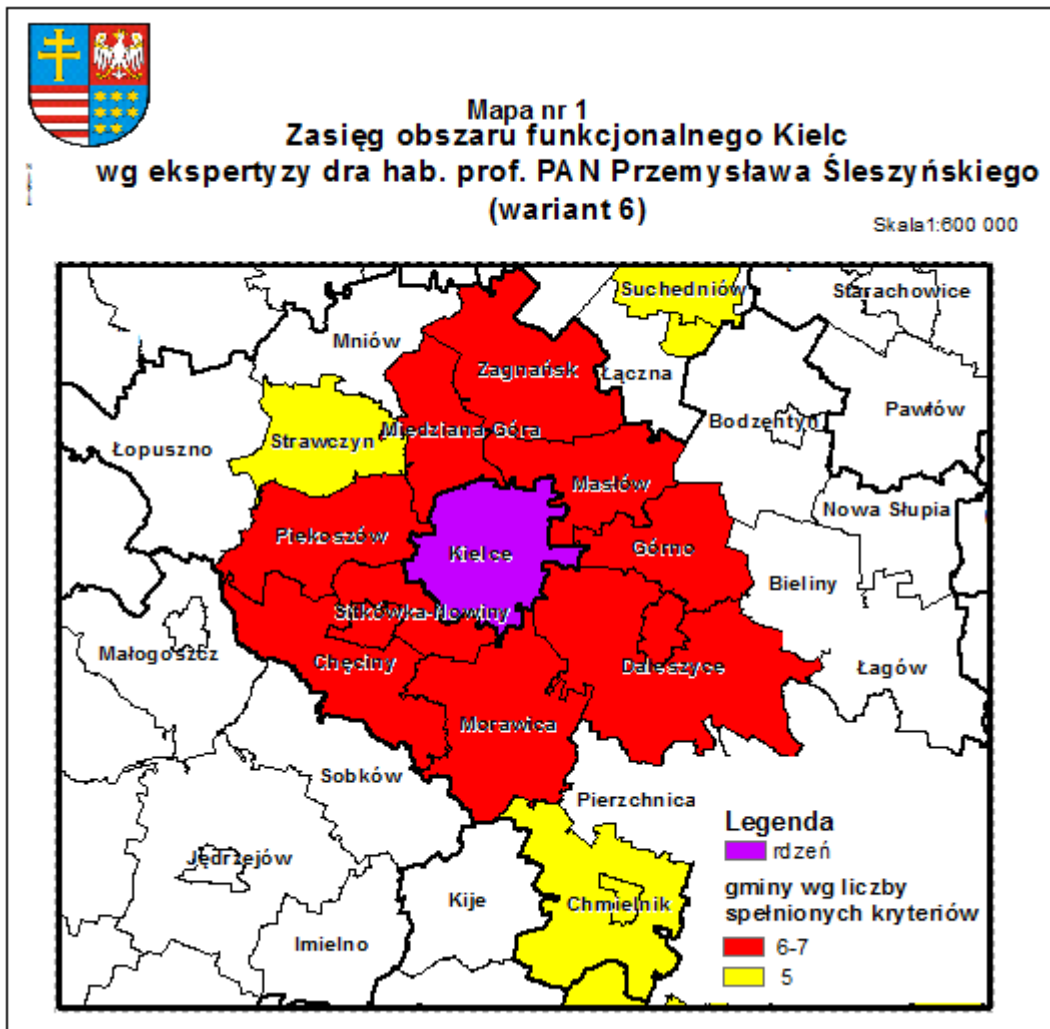 Mapa nr 1
Zasięg obszaru funkcjonalnego Kielc
wg ekspertyzy dra hab. prof. PAN Przemysława Śleszyńskiego
(wariant 6)
Skala1:600 000
Suchedniów
Starachowice
Mniów
Zagnańsk
Łączna
Pawłów
Bodzentyn
Miedziana Góra
Strawczyn
Łopuszno
Masłów
Nowa Słupia
Piekoszów
Kielce
Górno
Bieliny
Sitkówka-Nowiny
Małogoszcz
Chęciny
Daleszyce
Łagów
Morawica
Sobków
Pierzchnica
Legenda
rdzeń
Jędrzejów
gminy wg liczby
spełnionych kryteriów
Kije
Chmielnik
Imielno
6-7
5